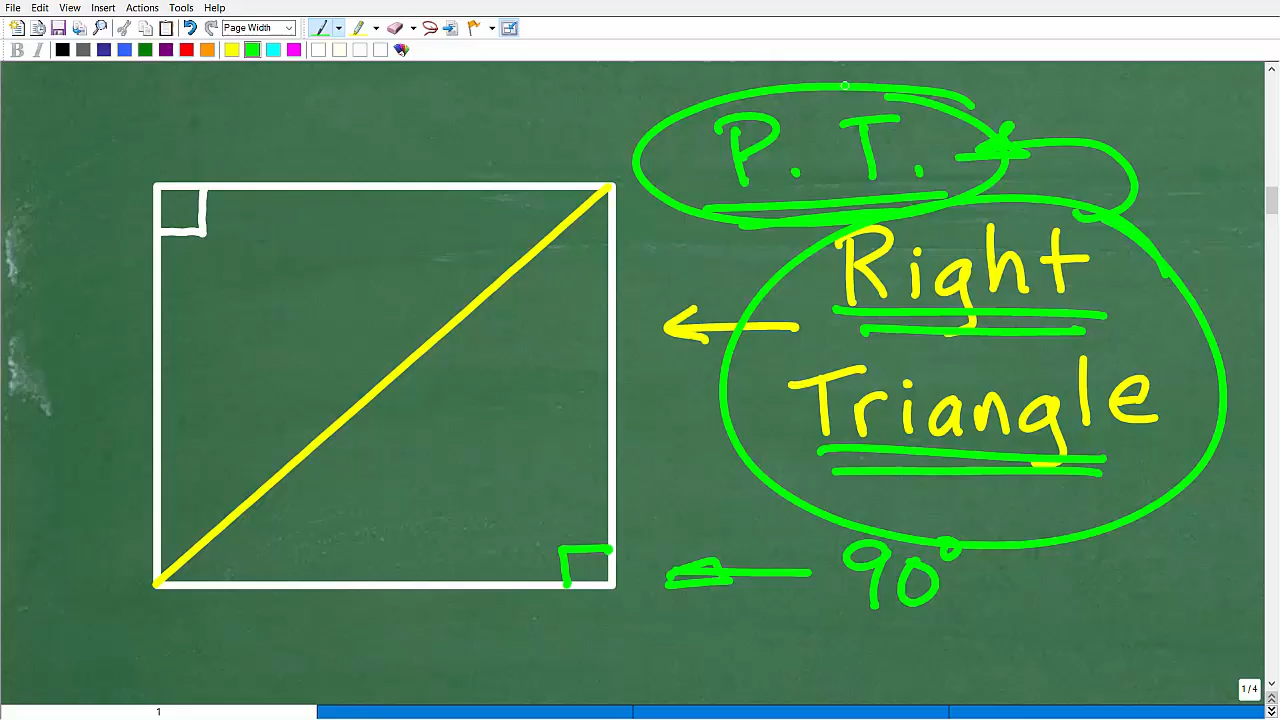 File Edit View Insert Actions Tools Help
Page Width
B I
P. T.
Right
Triangle
90°
1/4
1